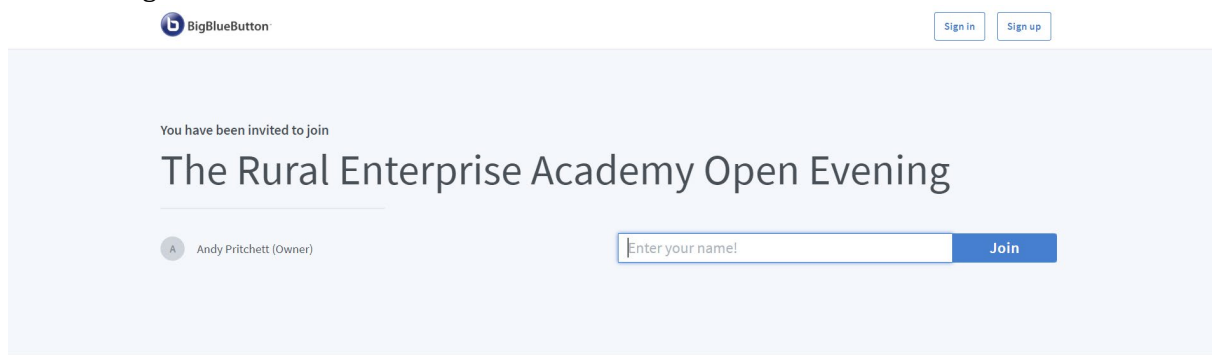 BigBlueButton
Sign in
Sign up
You have been invited to join
The Rural Enterprise Academy Open Evening
A
Andy Pritchett (Owner)
Enter your name!
Join